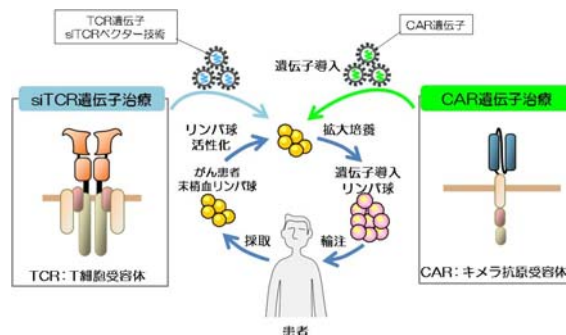 TCR遺伝子
siTCRベクター技術
CAR遺伝子
遺伝子導入
siTCR遺伝子治療
CAR遺伝子治療
リンパ球
活性化
拡大培養
がん患者
末梢血リンパ球
遺伝子導入
リンパ球
採取
輸注
TCR:T細胞受容体
CAR:キメラ抗原受容体
患者